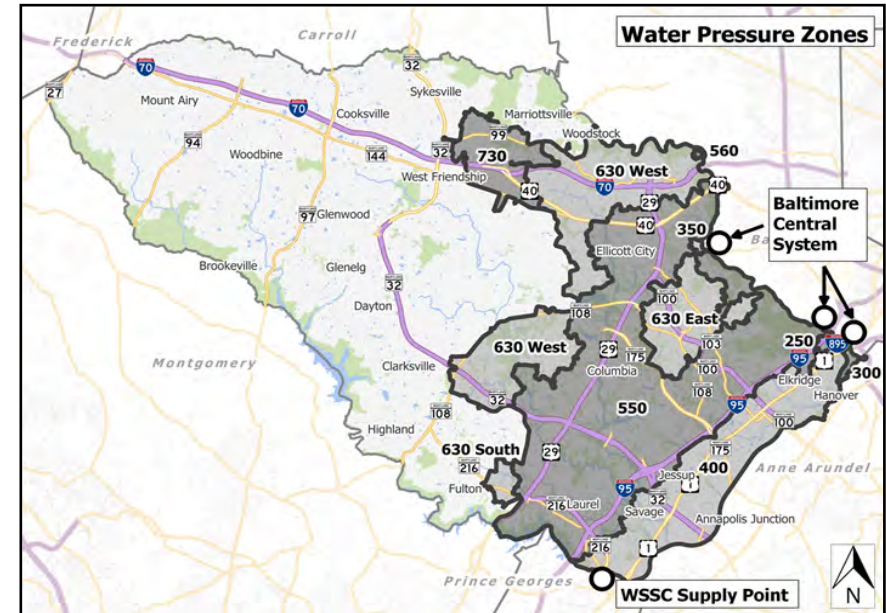 Water Pressure Zones
Frederick
Carroll
70
32
27
Mount Airy
Sykesville
70
Cooksville
Marriottsville
94
99
Woodstock
Woodbine
144
32
730
560
West Friendship
630 West
40
70
40
29
97
Glenwood
40
350
Baltimore
Central
System
Ellicott City
Brookeville
Glenelg
32
100
Dayton
108
630 East
630 West
29
175
103
250
895
Montgomery
Columbia
95
1
Clarksville
100
Elkridge
300
32
108
Hanover
108
550
95
100
Highland
29
175
630 South
Anne Arundel
216
Jessup
400
Fulton
95
32
1
216
Laurel
Savage
Annapolis Junction
216
1
Prince Georges
WSSC Supply Point
N